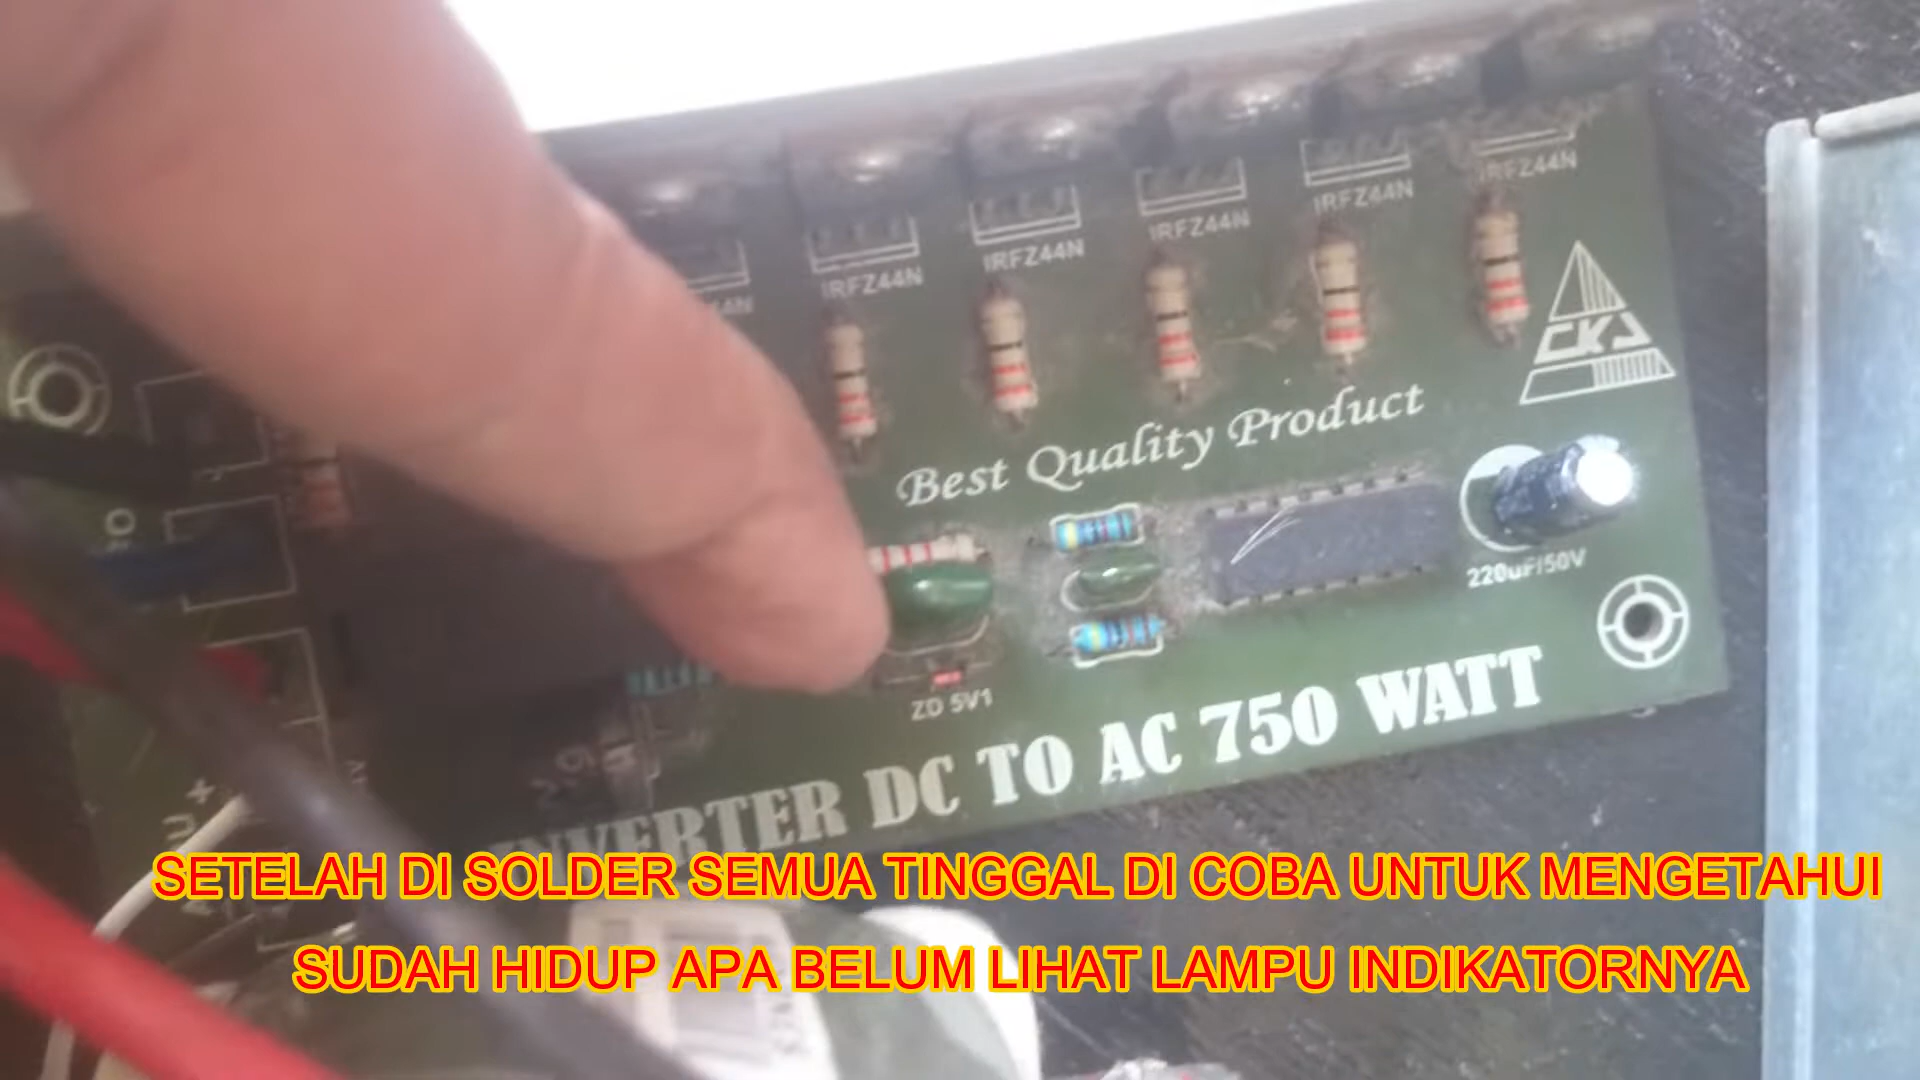 IRFZ44N
IRFZ44N
IRFZ44N
IRFZ44N
IRFZ44N
CKJ
Best Quality Product
220uF/50V
ZD 5V1
INVERTER DC TO AC 750 WATT
SETELAH DI SOLDER SEMUA TINGGAL DI COBA UNTUK MENGETAHUI
SUDAH HIDUP APA BELUM LIHAT LAMPU INDIKATORNYA